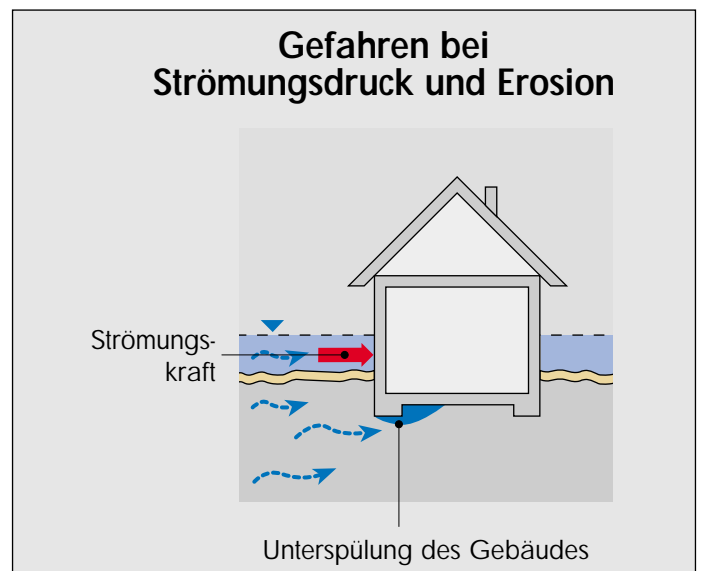 Gefahren bei
Strömungsdruck und Erosion
Strömungs-
kraft
Unterspülung des Gebäudes